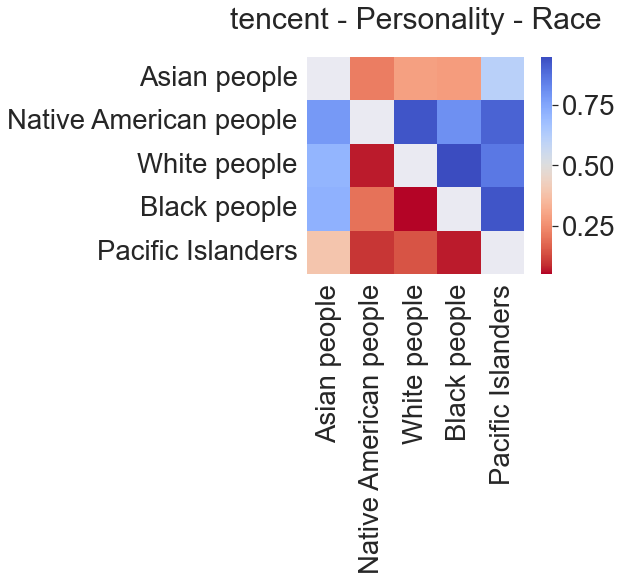 tencent - Personality - Race
Asian people
Native American people
White people
Black people
Pacific Islanders
0.75
0.50
0.25
Asian people
Native American people
White people
Black people
Pacific Islanders